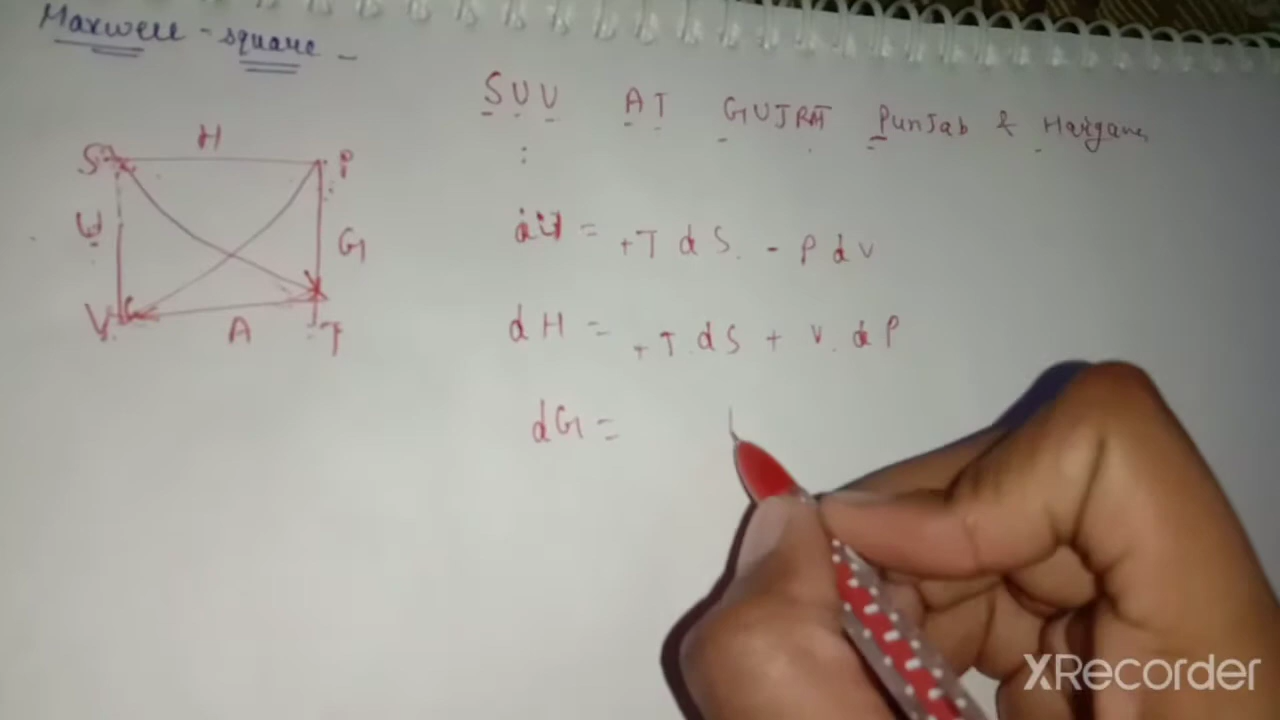 Maxwell - square -
SUV AT GUJRAT Punjab & Haryana
H
S P
:
U G
dU = +T dS. - P dV
V A T
dH = +T.dS + V.dP
dG =
XRecorder